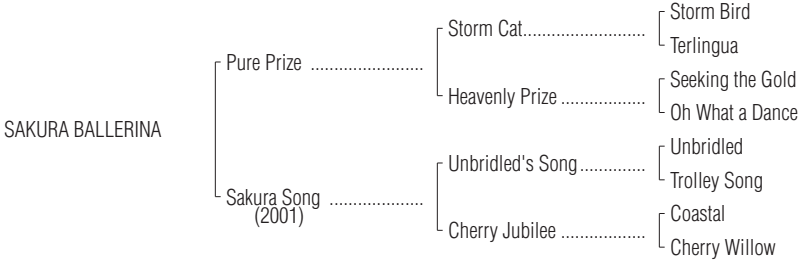 Storm Bird
Storm Cat..........................
Terlingua
Pure Prize ........................
Seeking the Gold
Heavenly Prize ..................
Oh What a Dance
SAKURA BALLERINA
Unbridled
Unbridled's Song..............
Trolley Song
Sakura Song ....................
(2001)
Coastal
Cherry Jubilee ..................
Cherry Willow